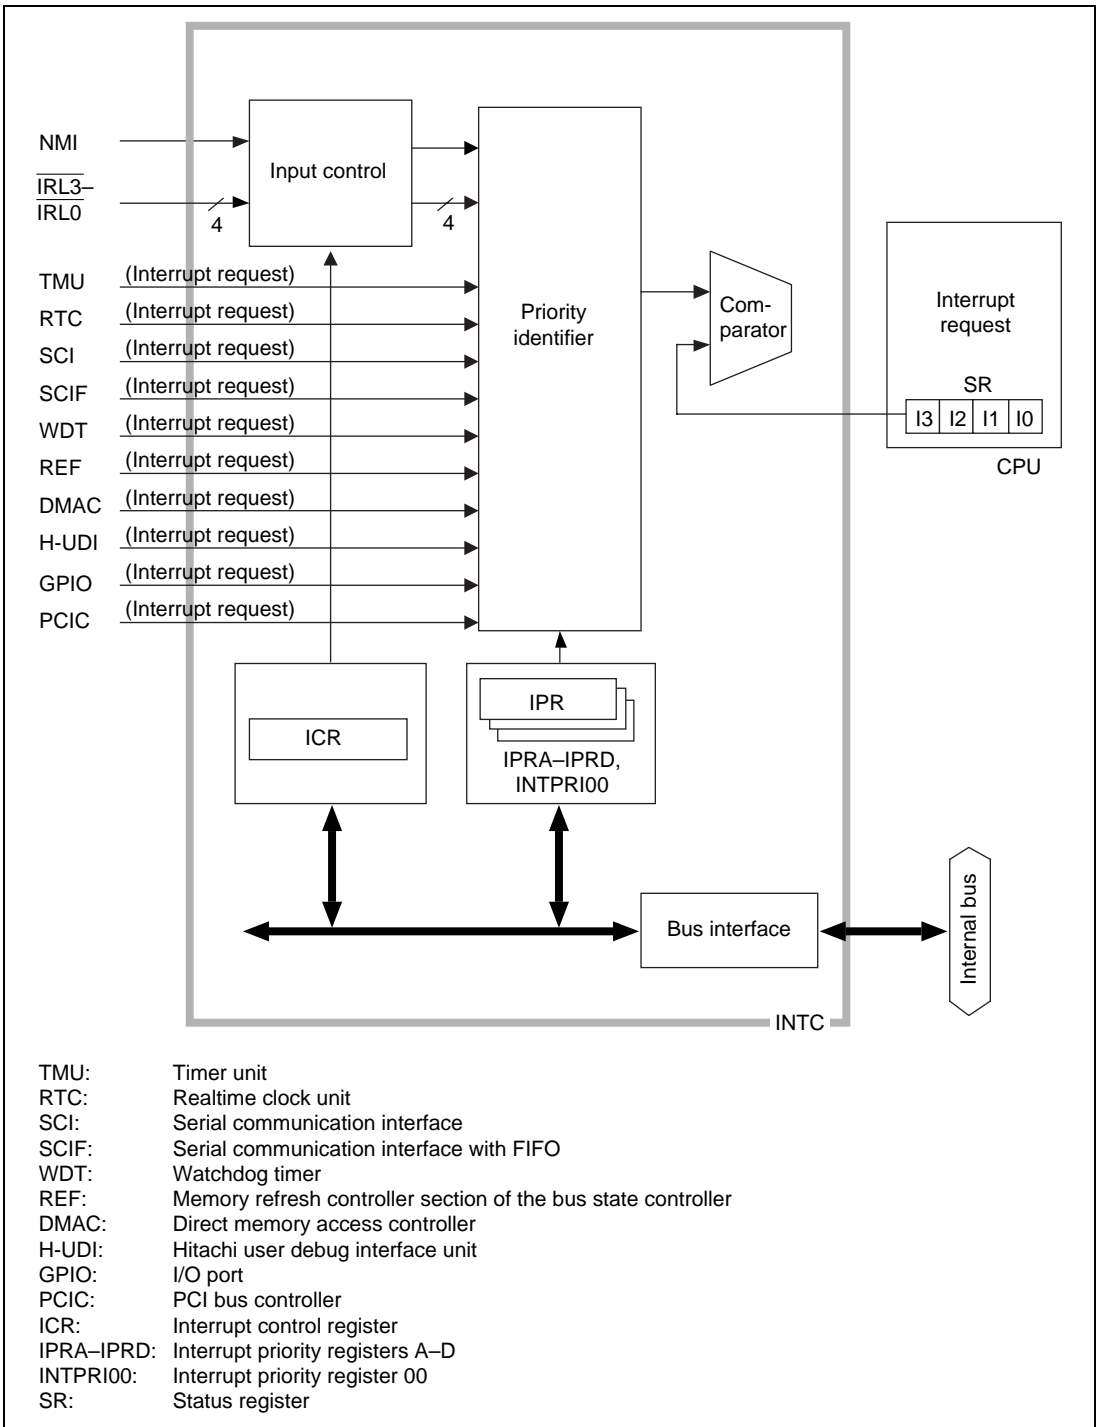 NMI
IRL3–
IRL0
4
Input control
4
TMU (Interrupt request)
RTC (Interrupt request)
SCI (Interrupt request)
SCIF (Interrupt request)
WDT (Interrupt request)
REF (Interrupt request)
DMAC (Interrupt request)
H-UDI (Interrupt request)
GPIO (Interrupt request)
PCIC (Interrupt request)
Priority
identifier
Com-
parator
Interrupt
request
SR
I3 I2 I1 I0
CPU
ICR
IPR
IPRA–IPRD,
INTPRI00
Bus interface
Internal bus
INTC
TMU: Timer unit
RTC: Realtime clock unit
SCI: Serial communication interface
SCIF: Serial communication interface with FIFO
WDT: Watchdog timer
REF: Memory refresh controller section of the bus state controller
DMAC: Direct memory access controller
H-UDI: Hitachi user debug interface unit
GPIO: I/O port
PCIC: PCI bus controller
ICR: Interrupt control register
IPRA–IPRD: Interrupt priority registers A–D
INTPRI00: Interrupt priority register 00
SR: Status register